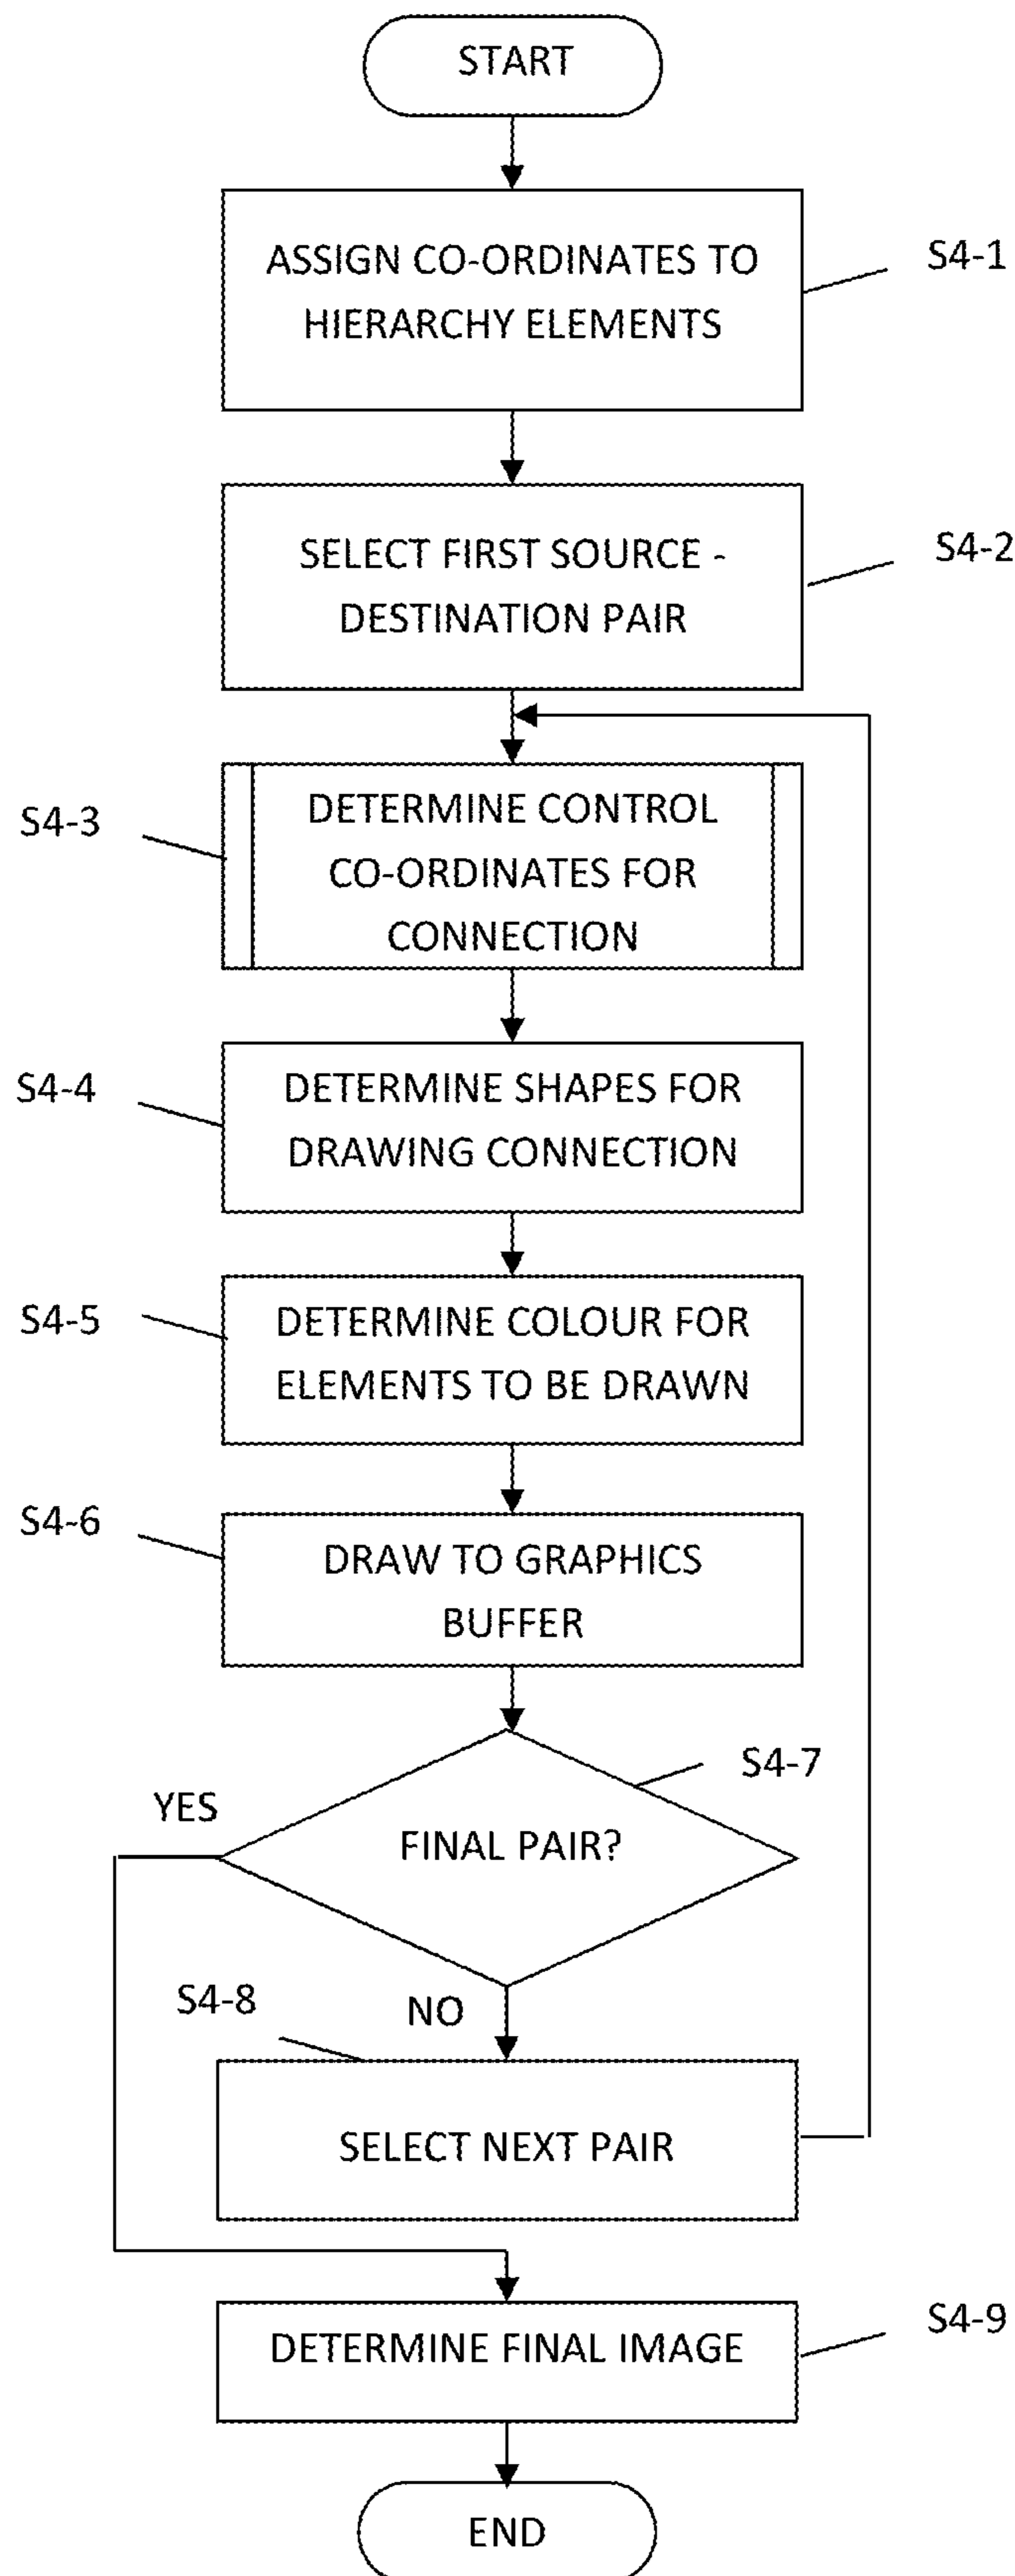 START
ASSIGN CO-ORDINATES TO
HIERARCHY ELEMENTS
S4-1
SELECT FIRST SOURCE -
DESTINATION PAIR
S4-2
S4-3
DETERMINE CONTROL
CO-ORDINATES FOR
CONNECTION
S4-4
DETERMINE SHAPES FOR
DRAWING CONNECTION
S4-5
DETERMINE COLOUR FOR
ELEMENTS TO BE DRAWN
S4-6
DRAW TO GRAPHICS
BUFFER
S4-7
YES
FINAL PAIR?
S4-8
NO
SELECT NEXT PAIR
S4-9
DETERMINE FINAL IMAGE
END